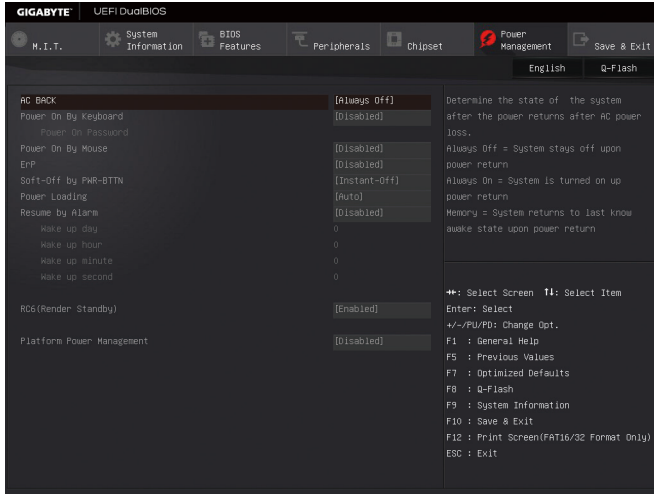 GIGABYTE™ UEFI DualBIOS
M.I.T. System Information BIOS Features Peripherals Chipset Power Management Save & Exit
English Q-Flash
AC BACK [Always Off]
Power On By Keyboard [Disabled]
Power On Password
Power On By Mouse [Disabled]
ErP [Disabled]
Soft-Off by PWR-BTTN [Instant-Off]
Power Loading [Auto]
Resume by Alarm [Disabled]
Wake up day 0
Wake up hour 0
Wake up minute 0
Wake up second 0
RC6(Render Standby) [Enabled]
Platform Power Management [Disabled]
Determine the state of the system
after the power returns after AC power
loss.
Always Off = System stays off upon
power return
Always On = System is turned on up
power return
Memory = System returns to last know
awake state upon power return
→←: Select Screen ↑↓: Select Item
Enter: Select
+/-/PU/PD: Change Opt.
F1 : General Help
F5 : Previous Values
F7 : Optimized Defaults
F8 : Q-Flash
F9 : System Information
F10 : Save & Exit
F12 : Print Screen(FAT16/32 Format Only)
ESC : Exit